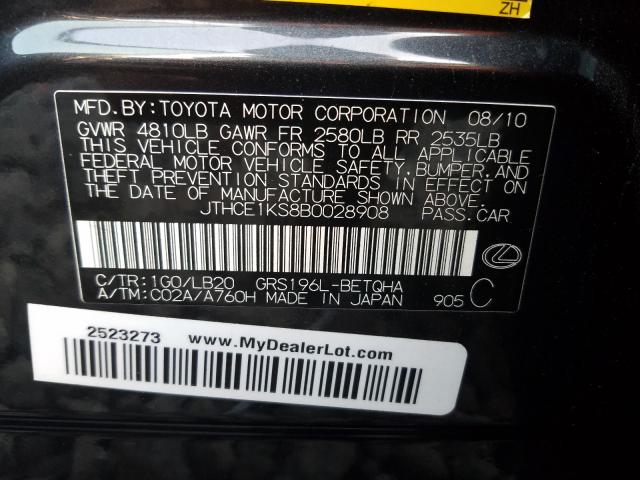 ZH
MFD.BY:TOYOTA MOTOR CORPORATION 08/10
GVWR 4810LB GAWR FR 2580LB RR 2535LB
THIS VEHICLE CONFORMS TO ALL APPLICABLE
FEDERAL MOTOR VEHICLE SAFETY,BUMPER,AND
THEFT PREVENTION STANDARDS IN EFFECT ON
THE DATE OF MANUFACTURE SHOWN ABOVE.
JTHCE1KS8B0028908 PASS.CAR
C/TR:1G0/LB20 GRS196L-BETQHA
A/TM:C02A/A760H MADE IN JAPAN 905 C
2523273 www.MyDealerLot.com